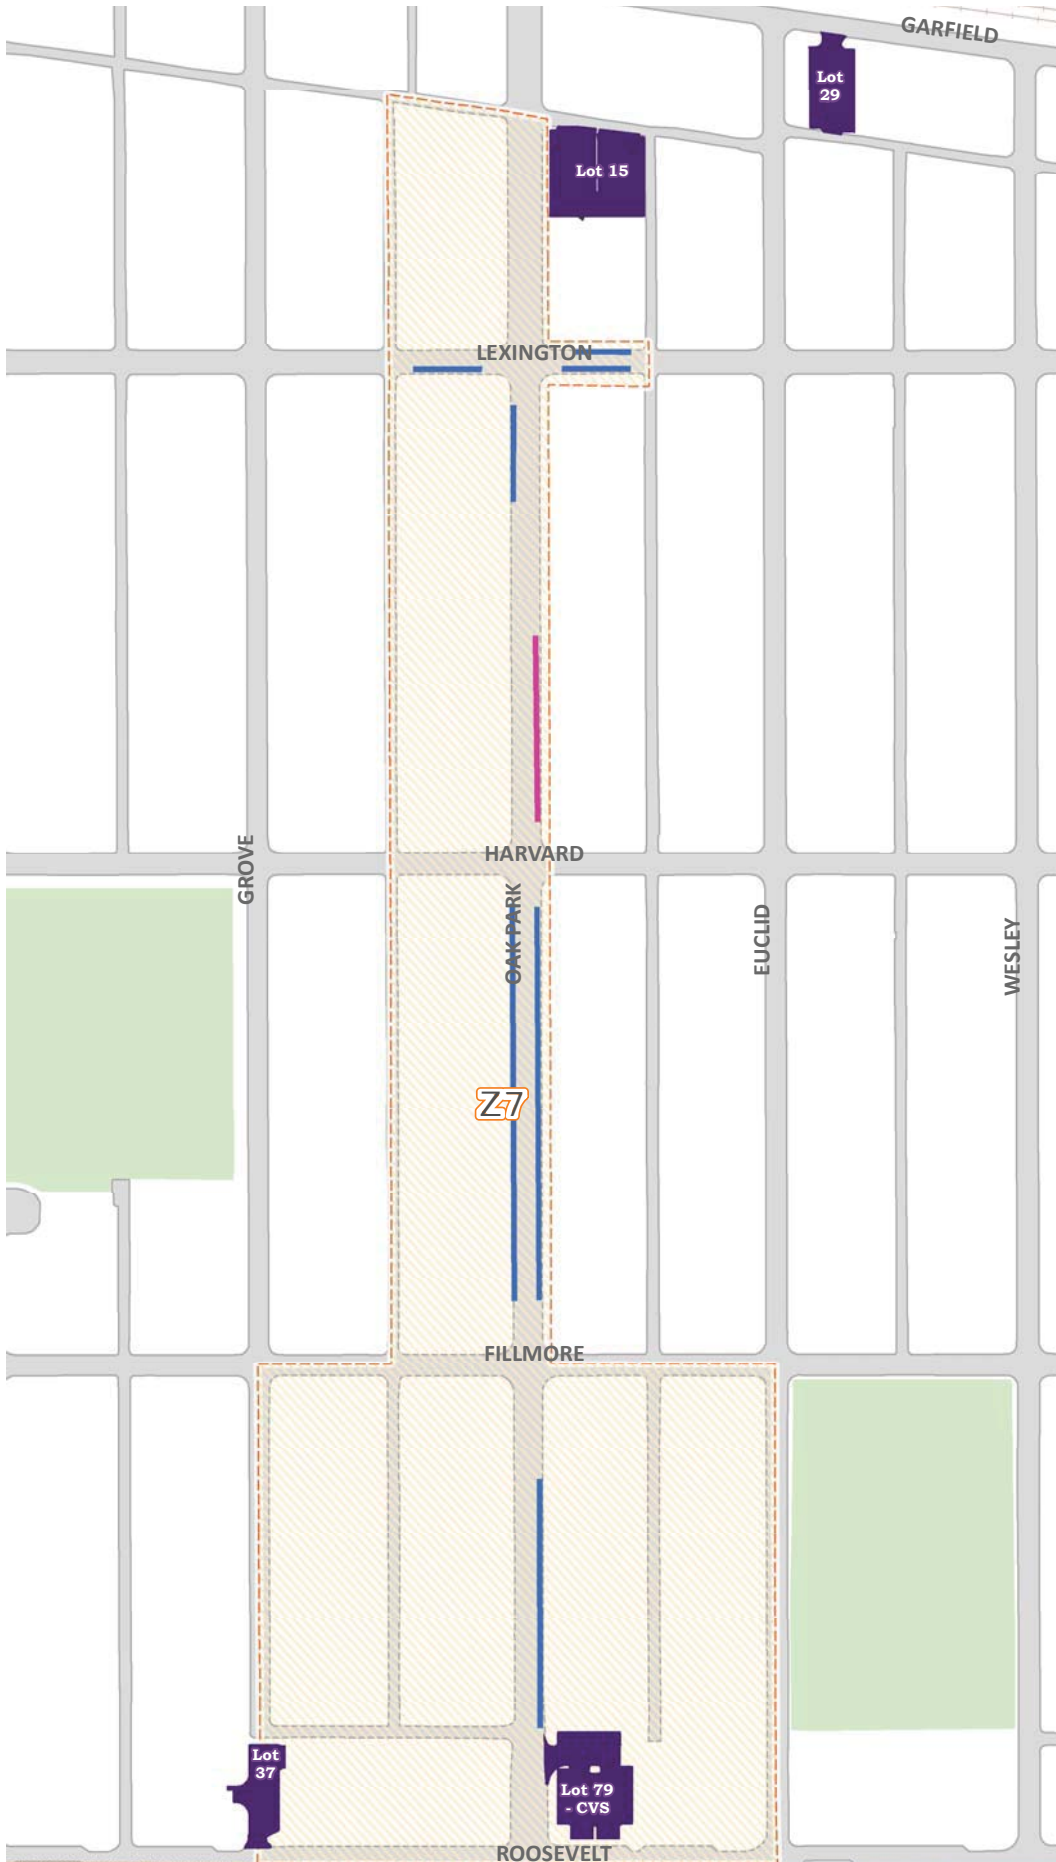 GARFIELD
Lot
29
Lot 15
LEXINGTON
HARVARD
GROVE
OAK PARK
EUCLID
WESLEY
Z7
FILLMORE
Lot
37
Lot 79
- CVS
ROOSEVELT